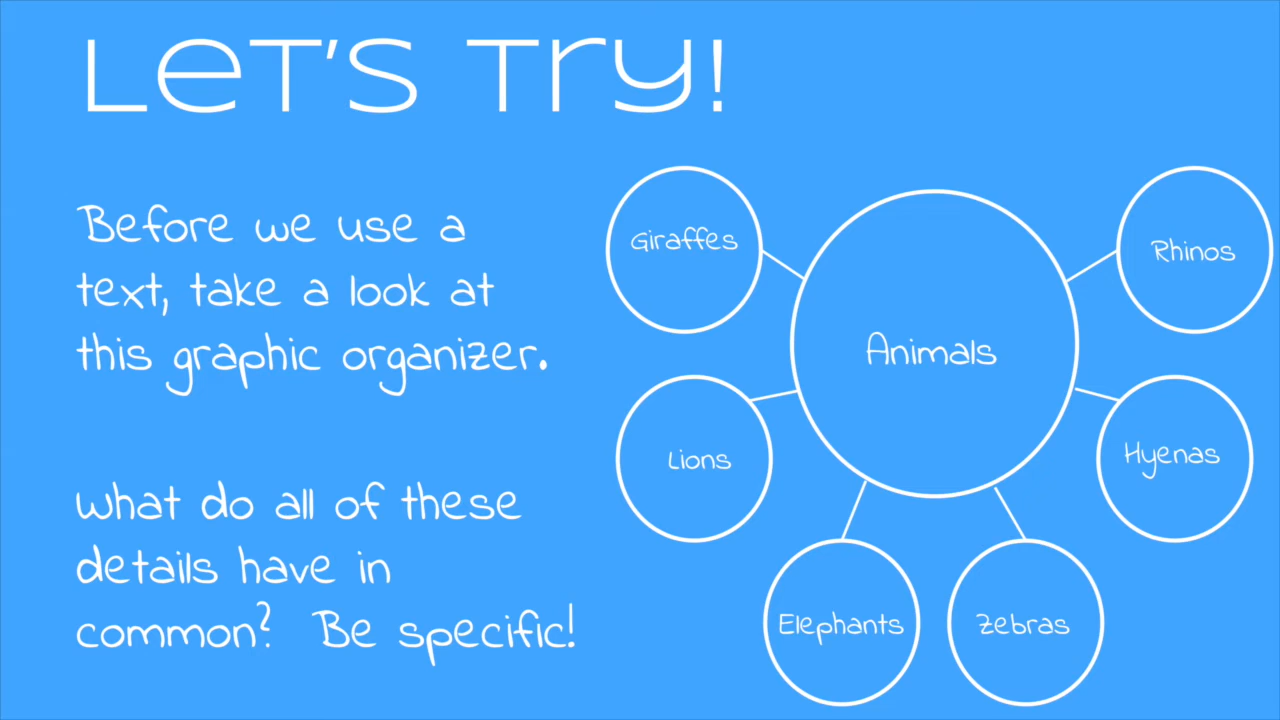 Let's Try!
Before we use a
text, take a look at
this graphic organizer.
What do all of these
details have in
common? Be specific!
Giraffes
Rhinos
Animals
Lions
Hyenas
Elephants
Zebras